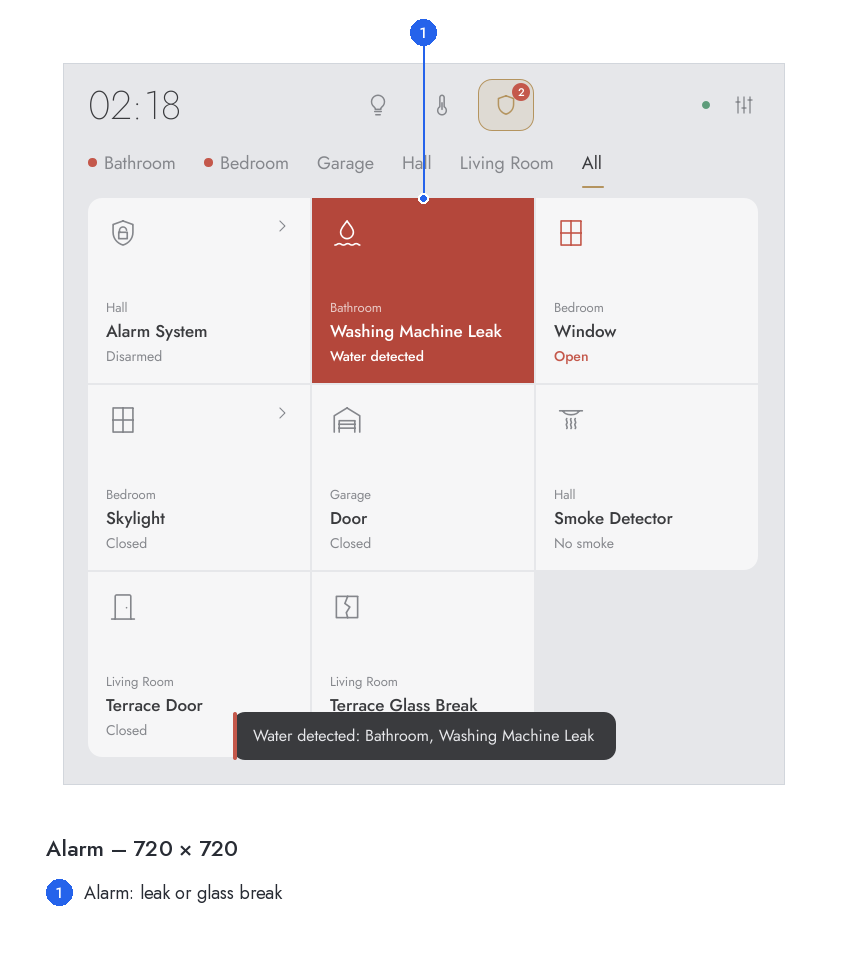 1
02:18
2
Bathroom Bedroom Garage Hall Living Room All
Hall
Alarm System
Disarmed
Bathroom
Washing Machine Leak
Water detected
Bedroom
Window
Open
Bedroom
Skylight
Closed
Garage
Door
Closed
Hall
Smoke Detector
No smoke
Living Room
Terrace Door
Closed
Living Room
Terrace Glass Break
Water detected: Bathroom, Washing Machine Leak
Alarm – 720 × 720
1 Alarm: leak or glass break